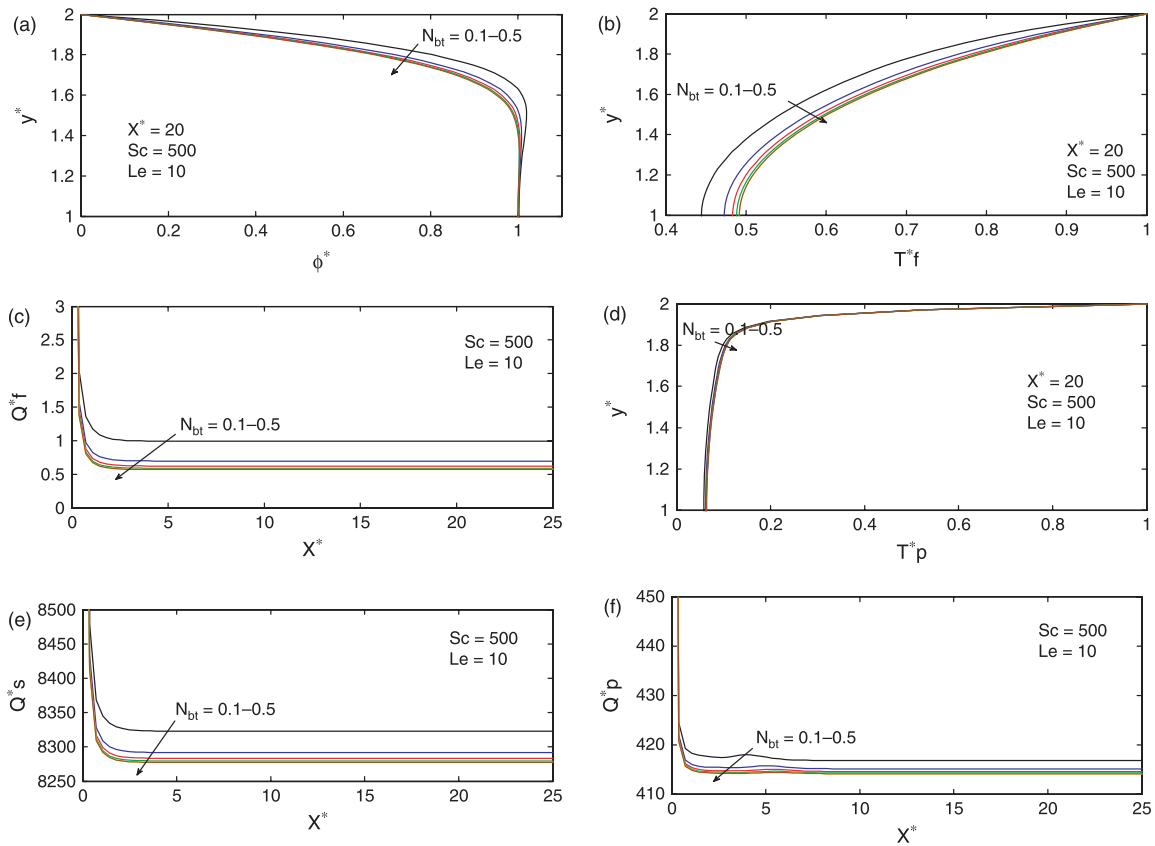 (a)
2
1.8
1.6
1.4
1.2
1
y*
N_bt = 0.1–0.5
X* = 20
Sc = 500
Le = 10
0 0.2 0.4 0.6 0.8 1
ϕ*
(b)
2
1.8
1.6
1.4
1.2
1
y*
N_bt = 0.1–0.5
X* = 20
Sc = 500
Le = 10
0.4 0.5 0.6 0.7 0.8 0.9 1
T*f
(c)
3
2.5
2
1.5
1
0.5
0
Q*f
Sc = 500
Le = 10
N_bt = 0.1–0.5
0 5 10 15 20 25
X*
(d)
2
1.8
1.6
1.4
1.2
1
y*
N_bt = 0.1–0.5
X* = 20
Sc = 500
Le = 10
0 0.2 0.4 0.6 0.8 1
T*p
(e)
8500
8450
8400
8350
8300
8250
Q*s
Sc = 500
Le = 10
N_bt = 0.1–0.5
0 5 10 15 20 25
X*
(f)
450
440
430
420
410
Q*p
Sc = 500
Le = 10
N_bt = 0.1–0.5
0 5 10 15 20 25
X*